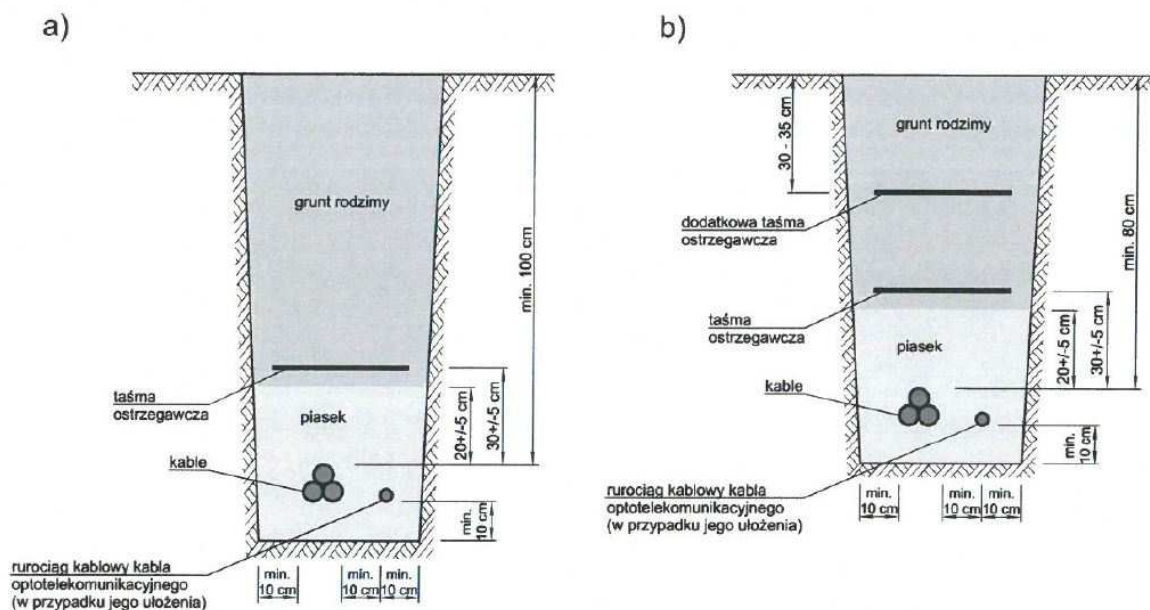 a)
grunt rodzimy
min. 100 cm
taśma
ostrzegawcza
piasek
20+/-5 cm
30+/-5 cm
kable
min.
10 cm
rurociąg kablowy kabla
optotelekomunikacyjnego
(w przypadku jego ułożenia)
min.
10 cm
min.
10 cm
min.
10 cm
b)
30 - 35 cm
grunt rodzimy
dodatkowa taśma
ostrzegawcza
min. 80 cm
taśma
ostrzegawcza
piasek
20+/-5 cm
30+/-5 cm
kable
min.
10 cm
rurociąg kablowy kabla
optotelekomunikacyjnego
(w przypadku jego ułożenia)
min.
10 cm
min.
10 cm
min.
10 cm